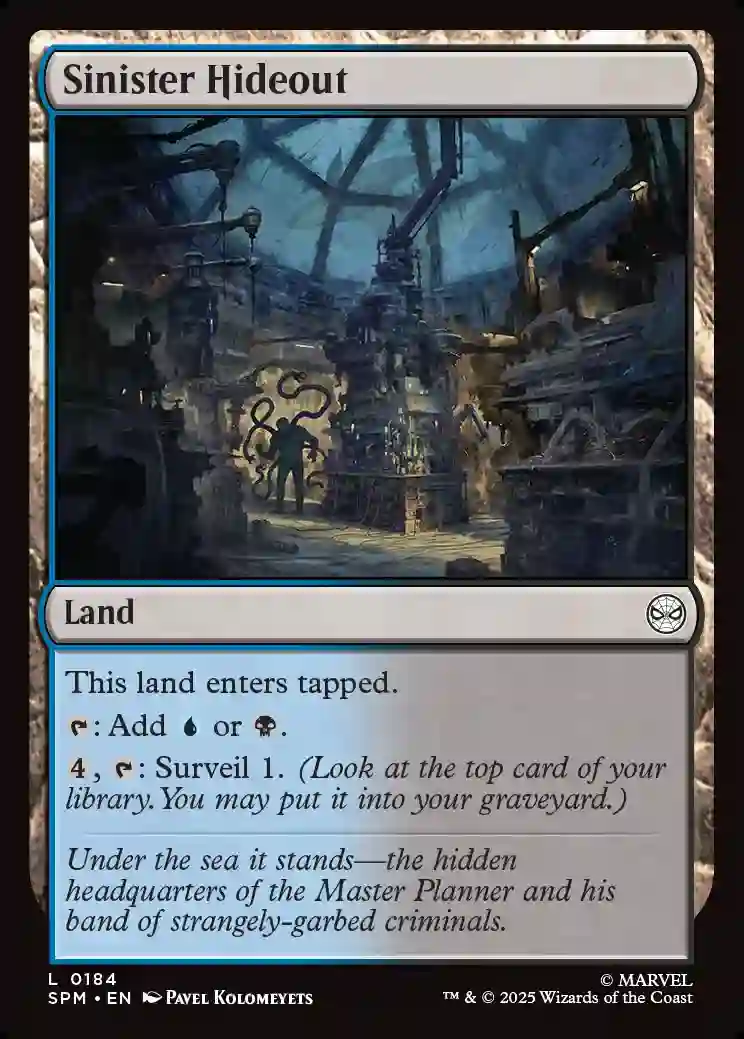 Sinister Hideout
Land
This land enters tapped.
: Add or .
4, : Surveil 1. (Look at the top card of your
library. You may put it into your graveyard.)
Under the sea it stands—the hidden
headquarters of the Master Planner and his
band of strangely-garbed criminals.
L 0184
SPM • EN Pavel Kolomeyets
© MARVEL
™ & © 2025 Wizards of the Coast